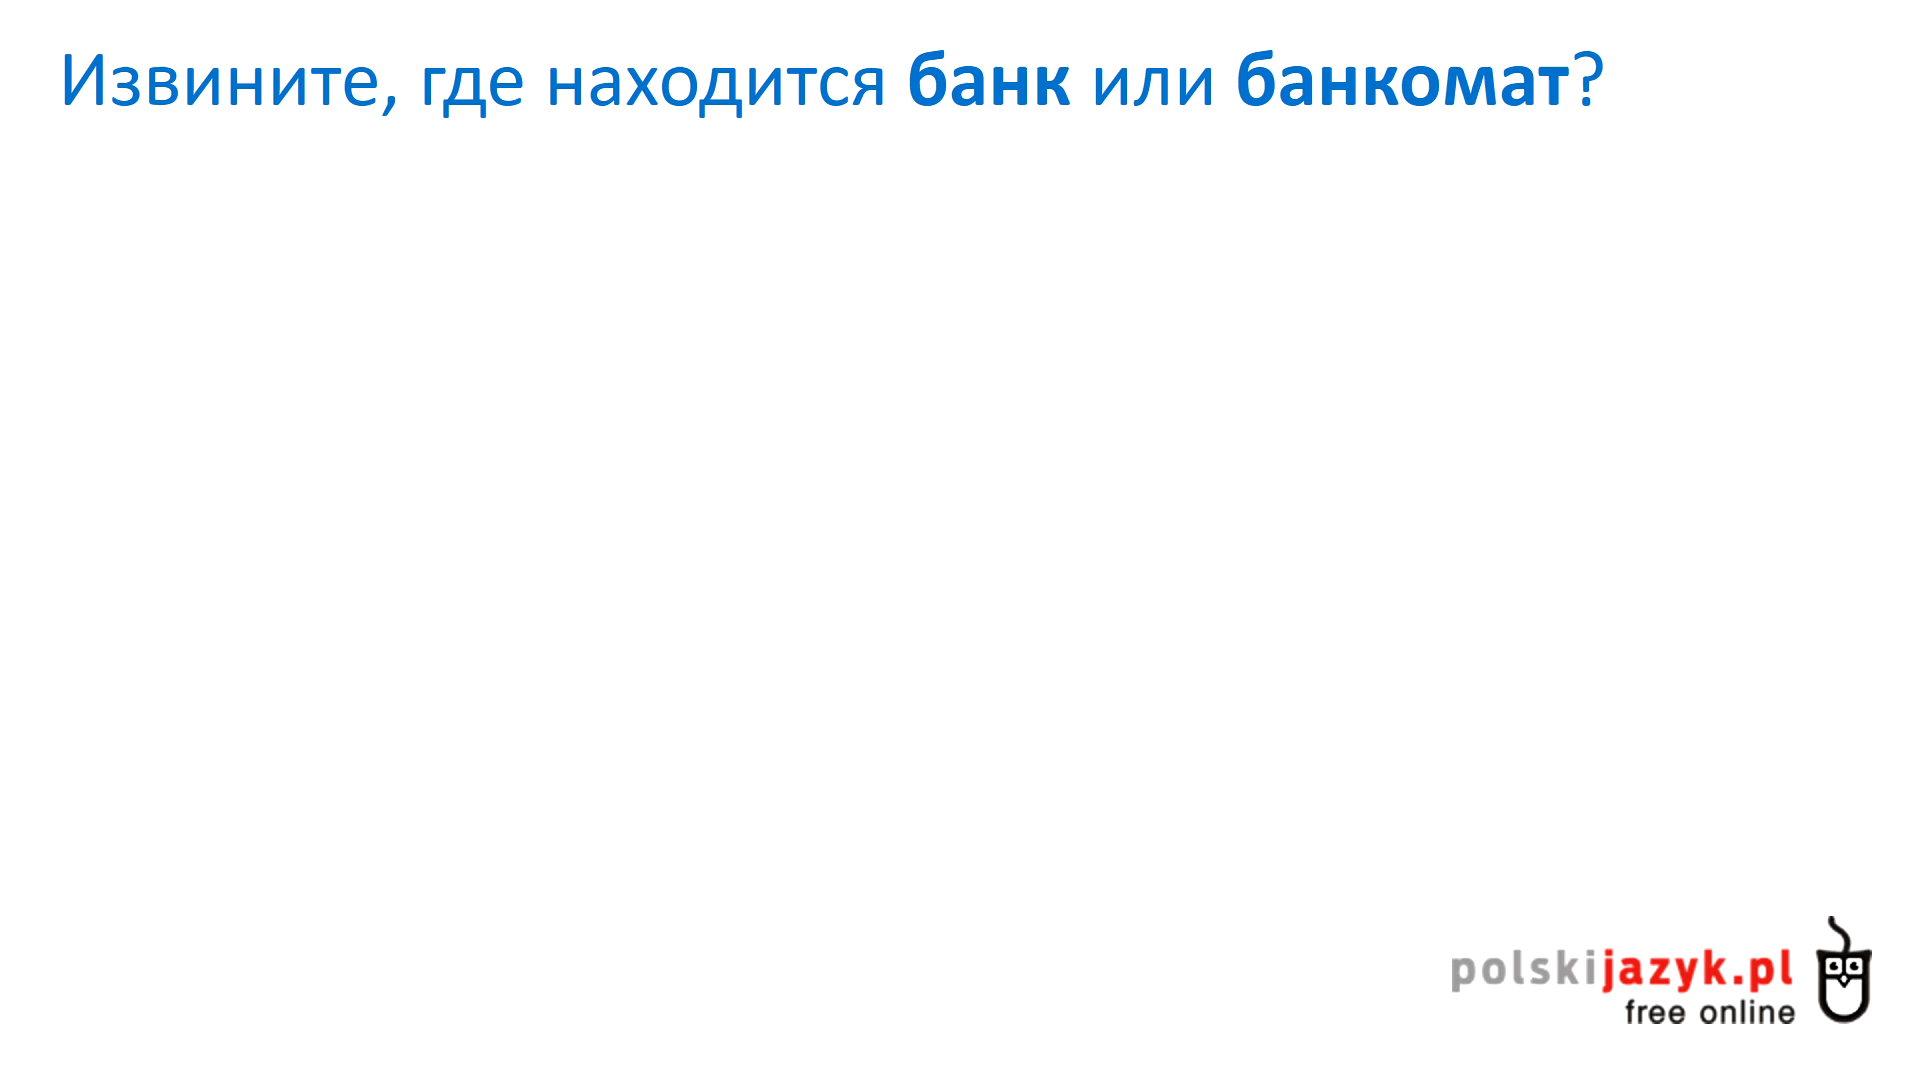 Извините, где находится банк или банкомат?
polskijazyk.pl
free online